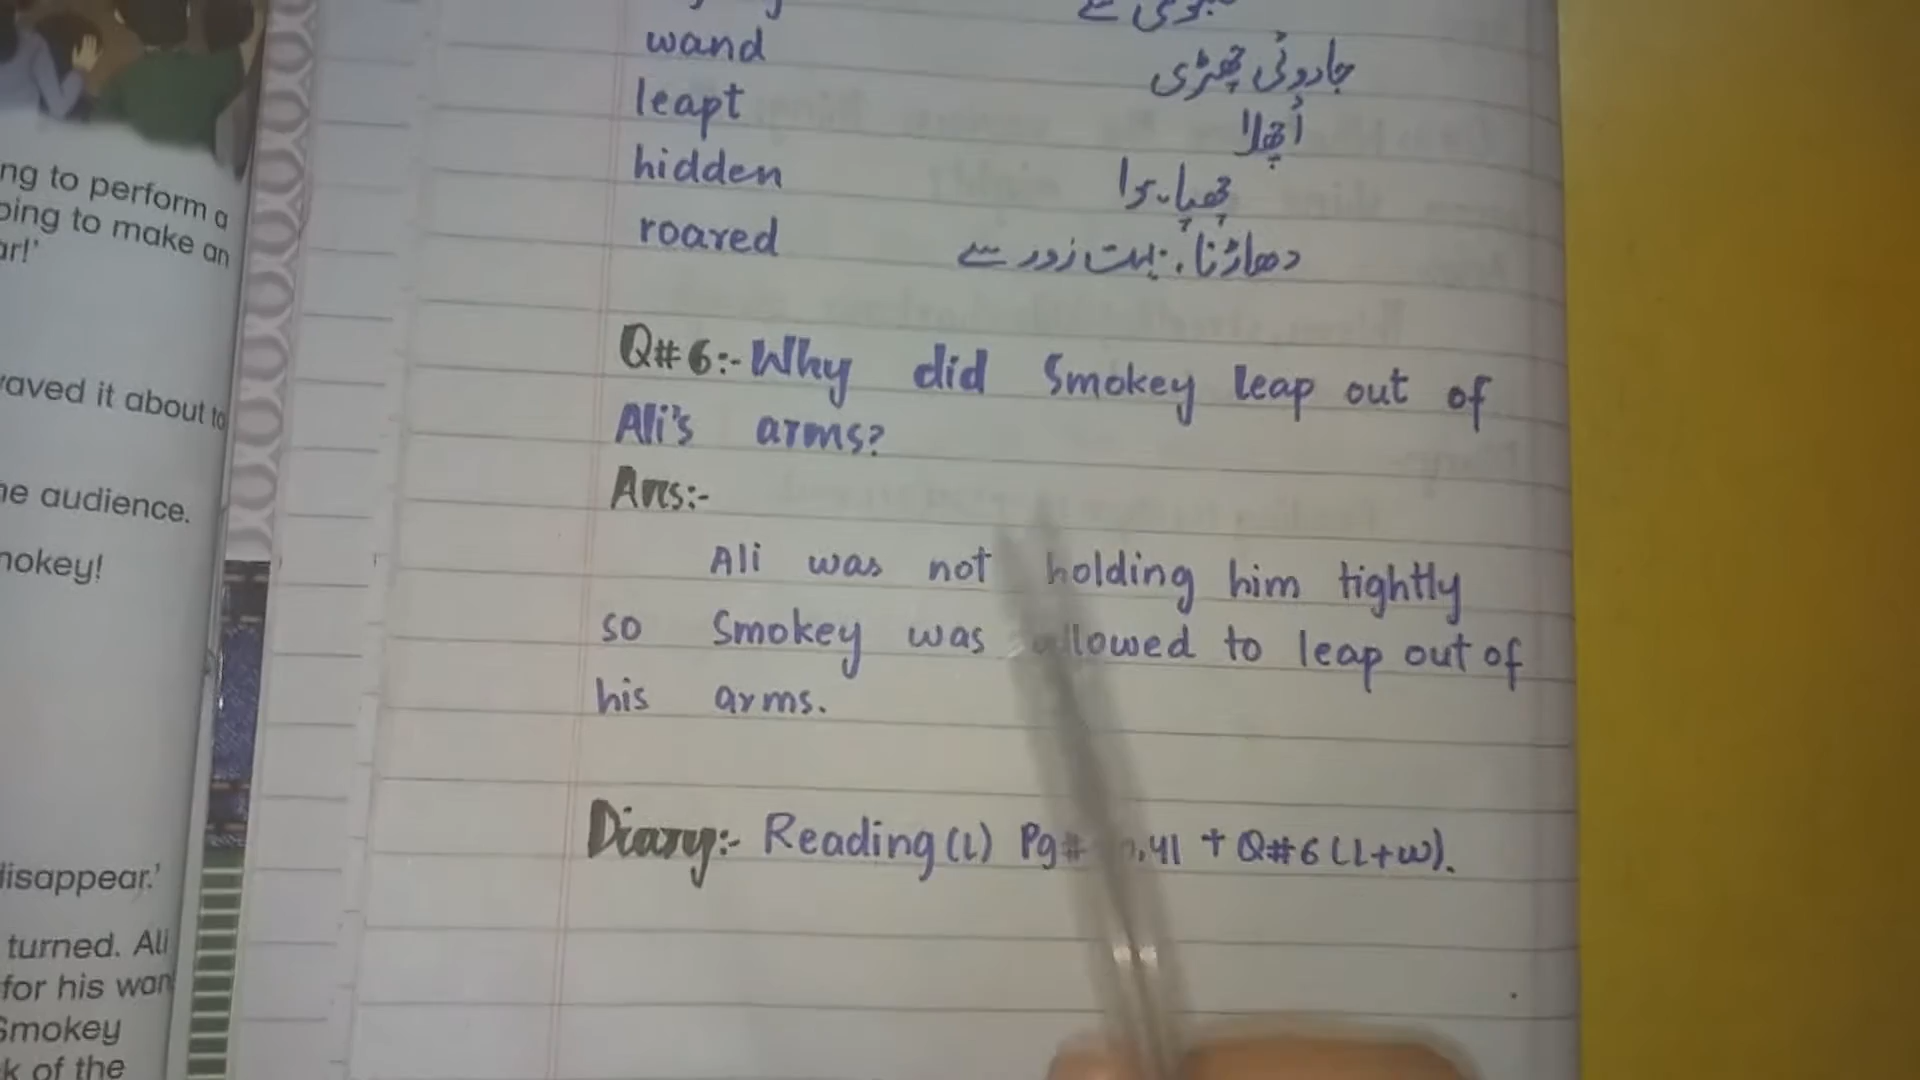 ng to perform a
oing to make an
ar!'
raved it about to
he audience.
mokey!
disappear.'
turned. Ali
for his wan
Smokey
k of the
wand جادوئی چھڑی
leapt اُچھلا
hidden چھپا ہوا
roared دھاڑنا، بہت زور سے
Q#6:- Why did Smokey leap out of
Ali's arms?
Ans:-
Ali was not holding him tightly
so Smokey was allowed to leap out of
his arms.
Diary:- Reading (L) Pg# ,41 + Q#6 (L+W).